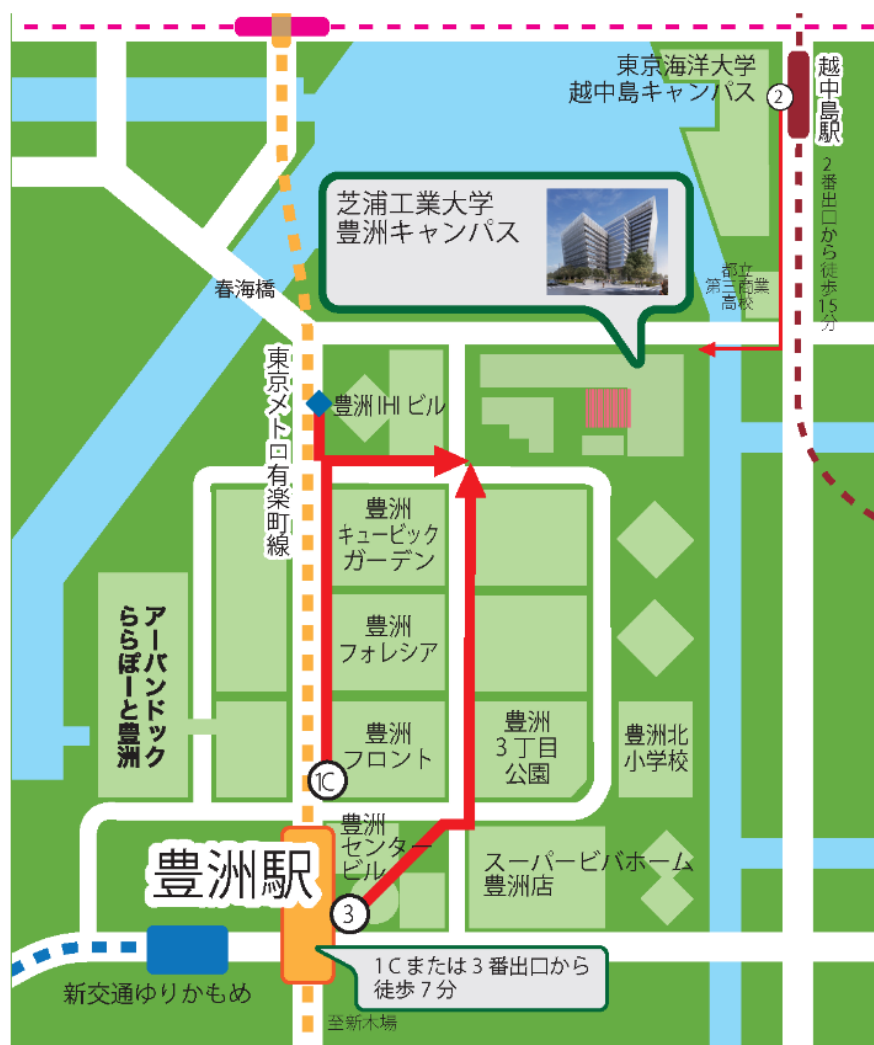 東京海洋大学
越中島キャンパス
2
越中島駅
2番出口から徒歩15分
芝浦工業大学
豊洲キャンパス
都立
第三商業
高校
春海橋
東京メトロ有楽町線
豊洲IHIビル
豊洲
キュービック
ガーデン
豊洲
フォレシア
アーバンドック
ららぽーと豊洲
豊洲
フロント
豊洲
3丁目
公園
豊洲北
小学校
1C
豊洲
センター
ビル
豊洲駅
スーパービバホーム
豊洲店
3
1Cまたは3番出口から
徒歩7分
新交通ゆりかもめ
至新木場